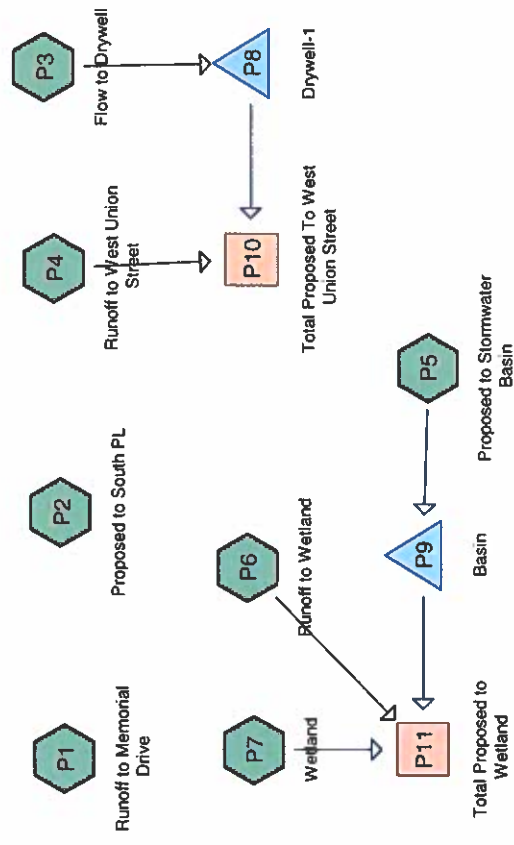 P1
Runoff to Memorial
Drive
P2
Proposed to South PL
P4
Runoff to West Union
Street
P3
Flow to Drywell
P7
Wetland
P6
Runoff to Wetland
P10
Total Proposed To West
Union Street
P8
Drywell-1
P11
Total Proposed to
Wetland
P9
Basin
P5
Proposed to Stormwater
Basin